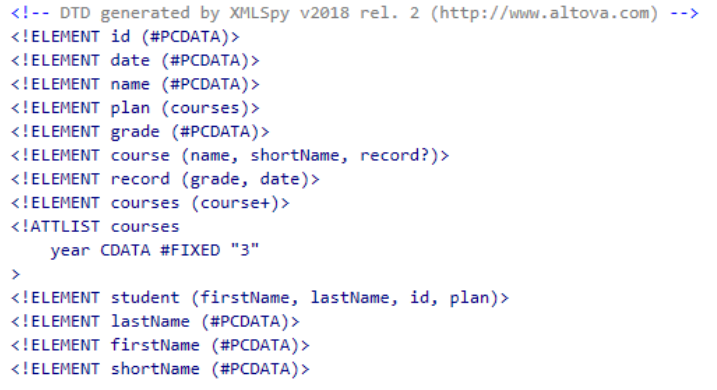 <!-- DTD generated by XMLSpy v2018 rel. 2 (http://www.altova.com) -->
<!ELEMENT id (#PCDATA)>
<!ELEMENT date (#PCDATA)>
<!ELEMENT name (#PCDATA)>
<!ELEMENT plan (courses)>
<!ELEMENT grade (#PCDATA)>
<!ELEMENT course (name, shortName, record?)>
<!ELEMENT record (grade, date)>
<!ELEMENT courses (course+)>
<!ATTLIST courses
    year CDATA #FIXED "3"
>
<!ELEMENT student (firstName, lastName, id, plan)>
<!ELEMENT lastName (#PCDATA)>
<!ELEMENT firstName (#PCDATA)>
<!ELEMENT shortName (#PCDATA)>